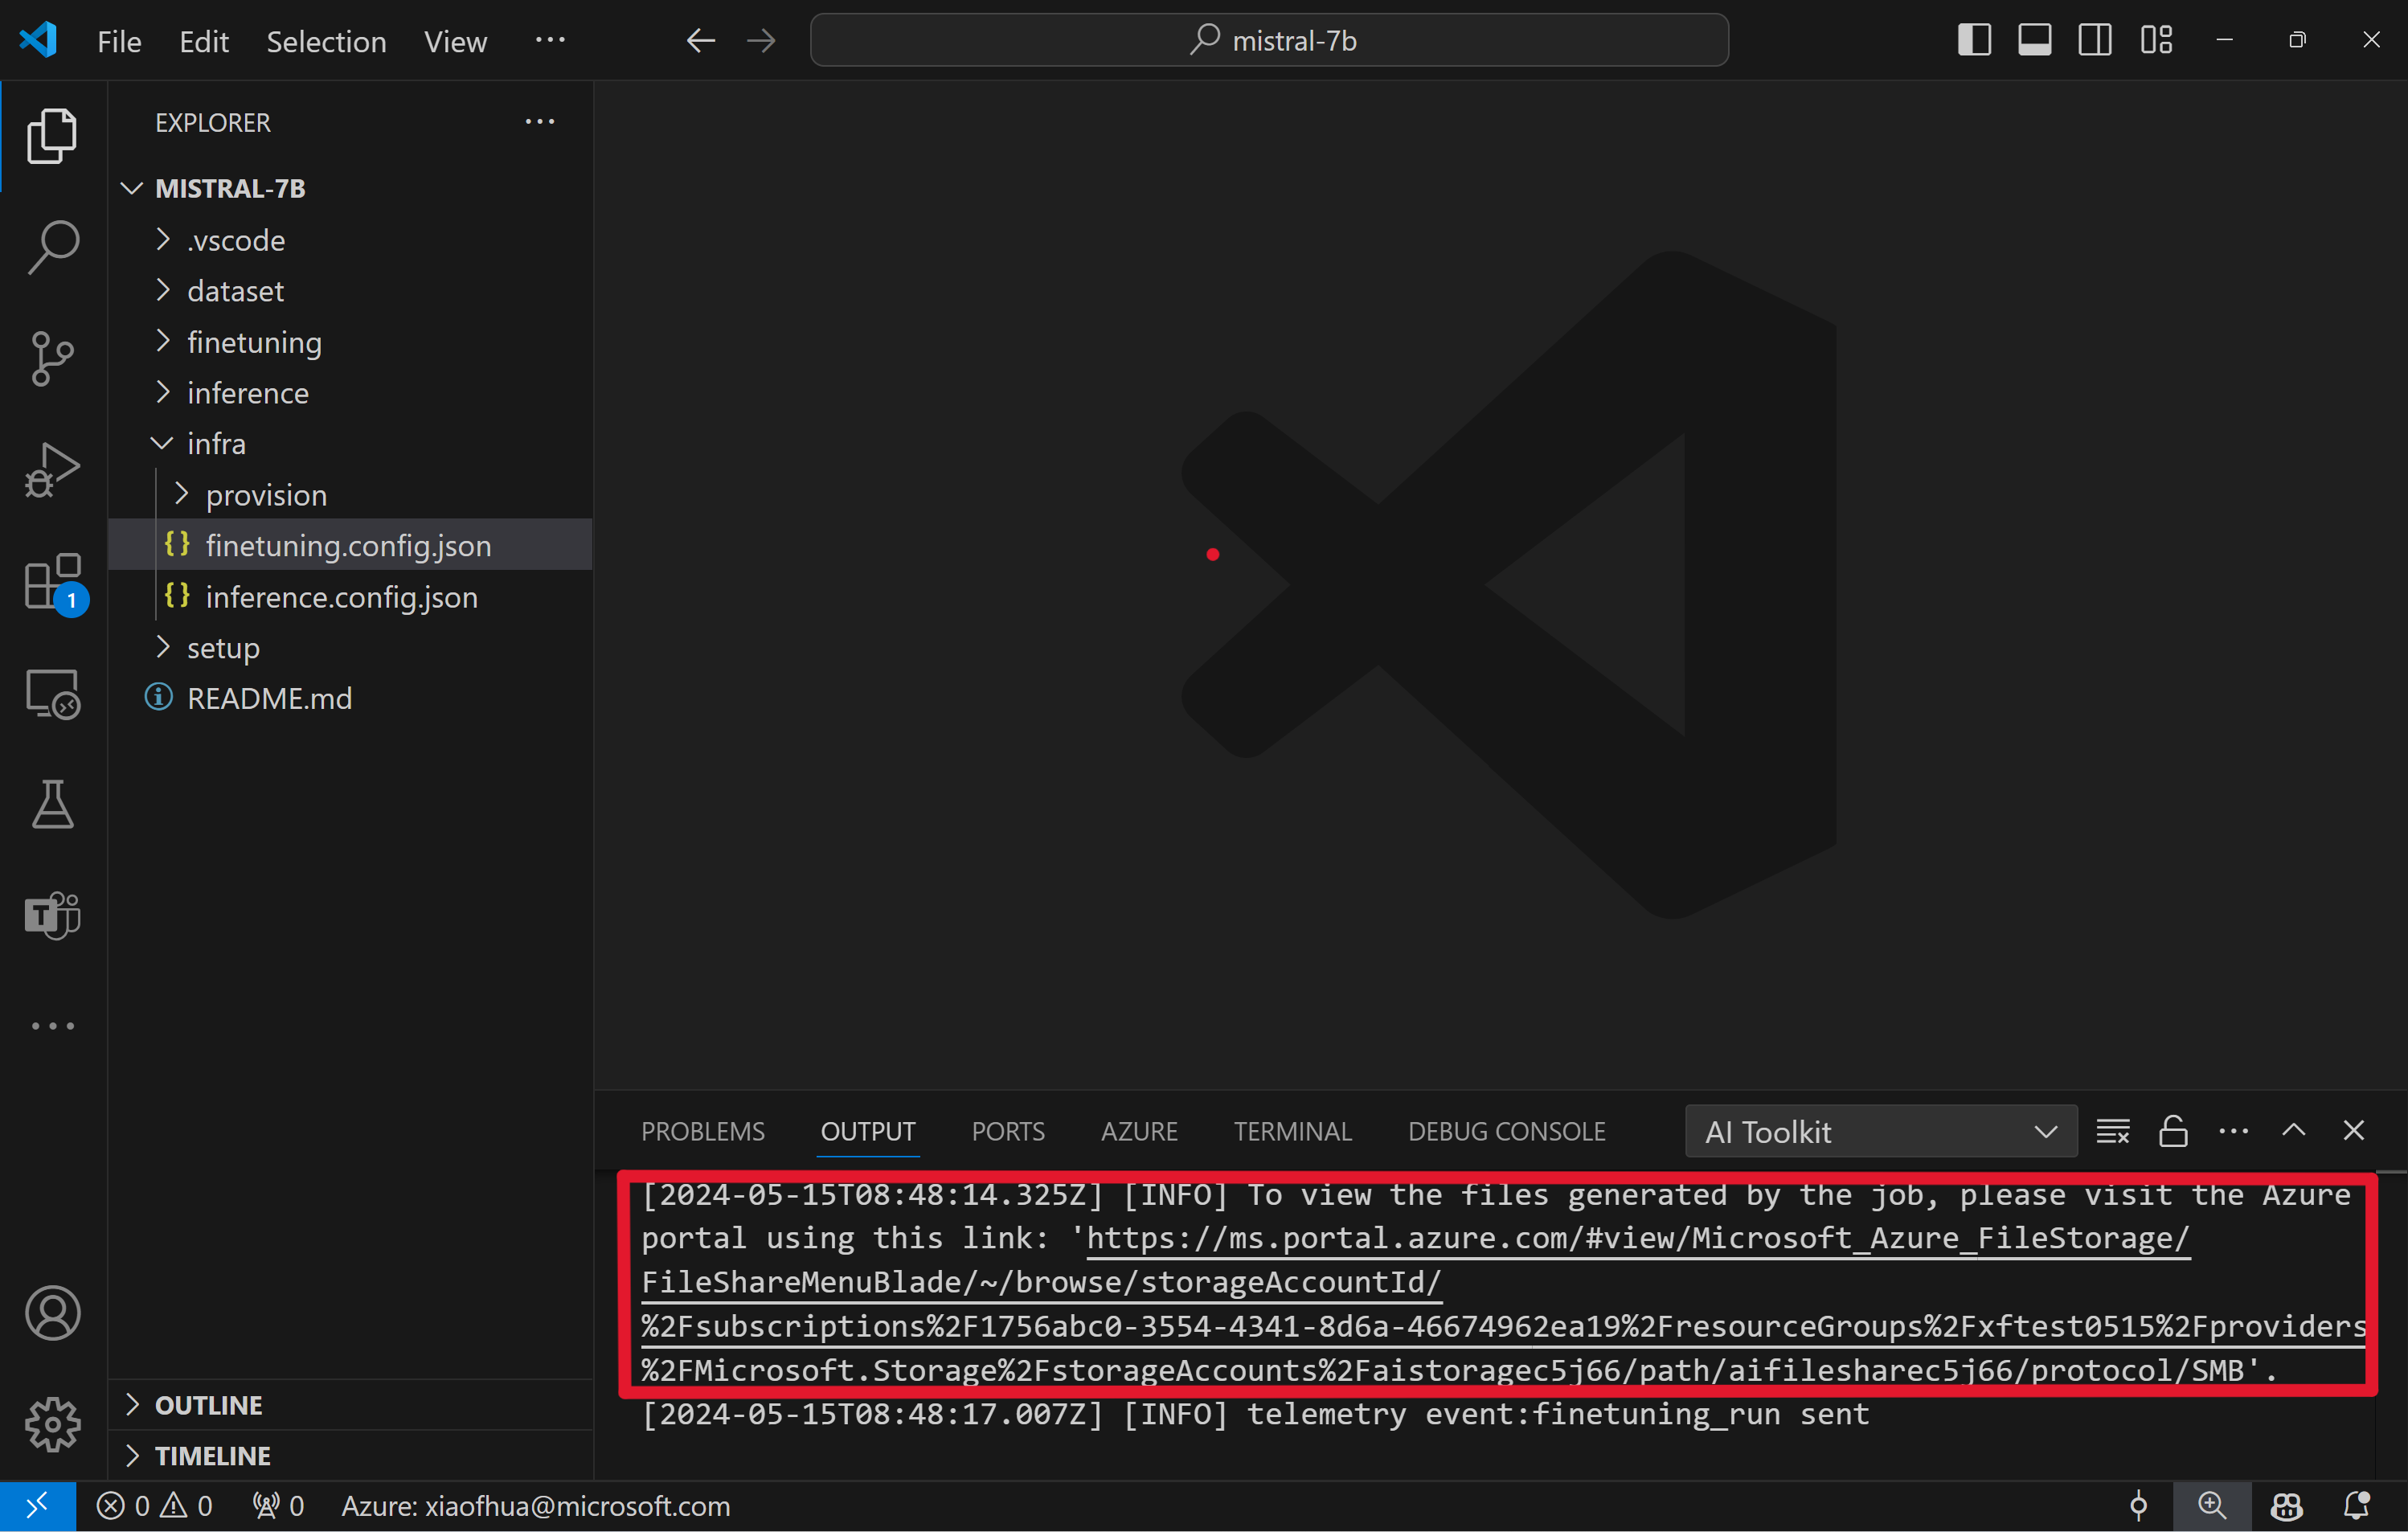 File Edit Selection View ···
mistral-7b
EXPLORER
MISTRAL-7B
.vscode
dataset
finetuning
inference
infra
provision
{} finetuning.config.json
{} inference.config.json
setup
README.md
1
T
OUTLINE
TIMELINE
PROBLEMS OUTPUT PORTS AZURE TERMINAL DEBUG CONSOLE AI Toolkit
[2024-05-15T08:48:14.325Z] [INFO] To view the files generated by the job, please visit the Azure
portal using this link: 'https://ms.portal.azure.com/#view/Microsoft_Azure_FileStorage/
FileShareMenuBlade/~/browse/storageAccountId/
%2Fsubscriptions%2F1756abc0-3554-4341-8d6a-46674962ea19%2FresourceGroups%2Fxftest0515%2Fproviders
%2FMicrosoft.Storage%2FstorageAccounts%2Faistoragec5j66/path/aifilesharec5j66/protocol/SMB'.
[2024-05-15T08:48:17.007Z] [INFO] telemetry event:finetuning_run sent
0 0 0 Azure: xiaofhua@microsoft.com